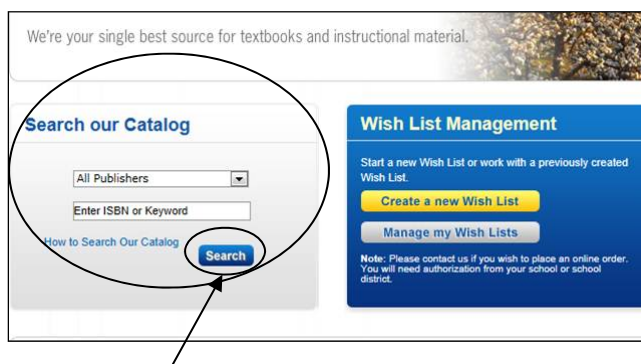 We're your single best source for textbooks and instructional material.
Search our Catalog
All Publishers
Enter ISBN or Keyword
How to Search Our Catalog
Search
Wish List Management
Start a new Wish List or work with a previously created
Wish List.
Create a new Wish List
Manage my Wish Lists
Note: Please contact us if you wish to place an online order.
You will need authorization from your school or school
district.